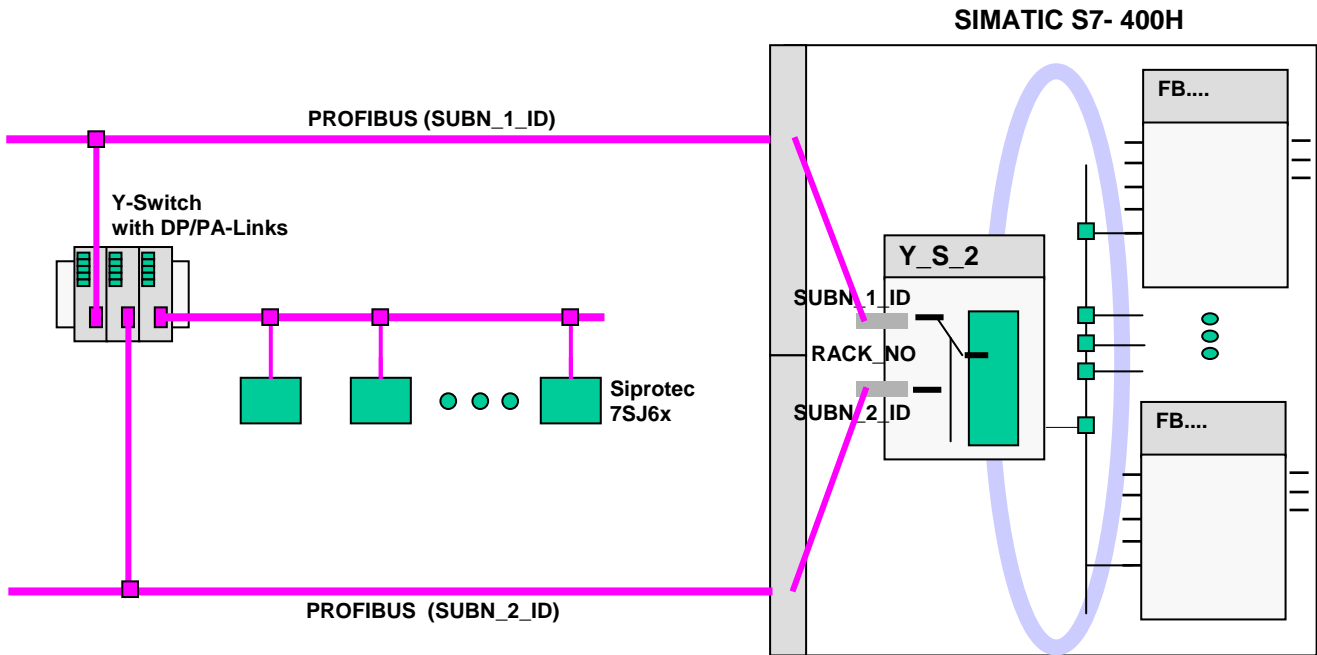 SIMATIC S7- 400H
FB....
PROFIBUS (SUBN_1_ID)
Y-Switch
with DP/PA-Links
Y_S_2
SUBN_1_ID
RACK_NO
SUBN_2_ID
Siprotec
7SJ6x
FB....
PROFIBUS (SUBN_2_ID)